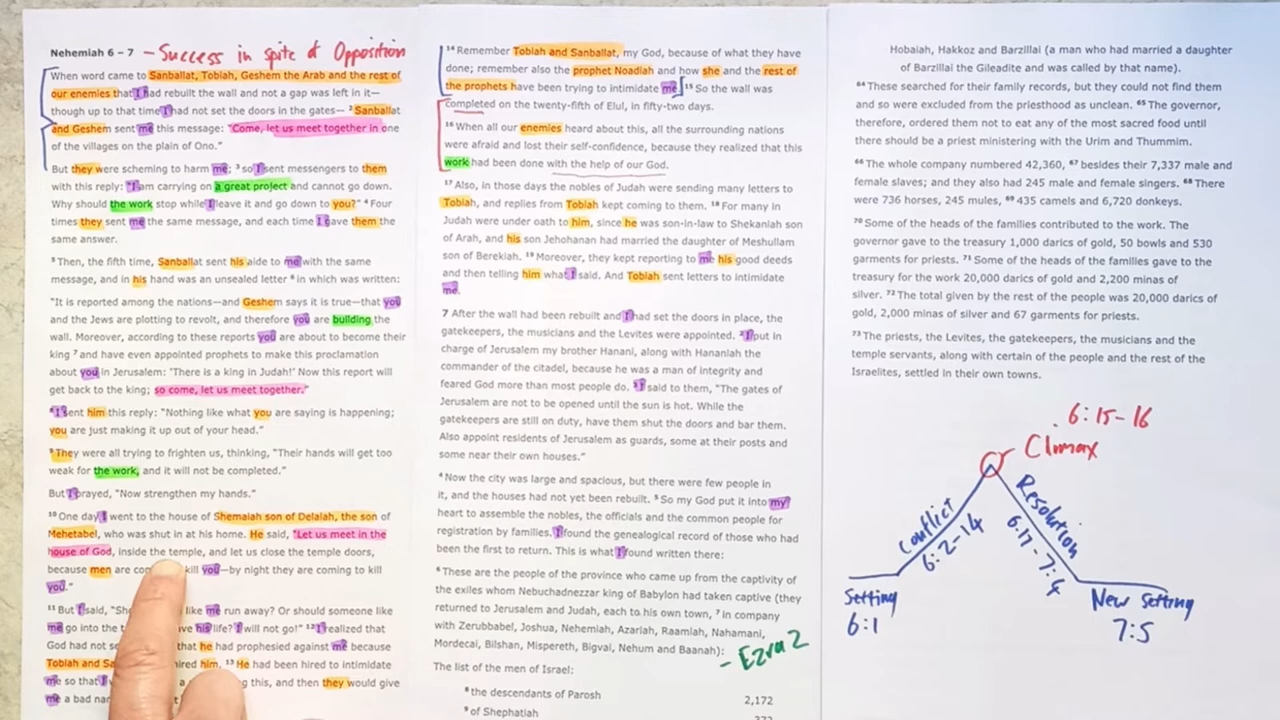 Nehemiah 6 – 7 – Success in spite of Opposition
When word came to Sanballat, Tobiah, Geshem the Arab and the rest of
our enemies that I had rebuilt the wall and not a gap was left in it—
though up to that time I had not set the doors in the gates— 2 Sanballat
and Geshem sent me this message: "Come, let us meet together in one
of the villages on the plain of Ono."
But they were scheming to harm me; 3 so I sent messengers to them
with this reply: "I am carrying on a great project and cannot go down.
Why should the work stop while I leave it and go down to you?" 4 Four
times they sent me the same message, and each time I gave them the
same answer.
5 Then, the fifth time, Sanballat sent his aide to me with the same
message, and in his hand was an unsealed letter 6 in which was written:
"It is reported among the nations—and Geshem says it is true—that you
and the Jews are plotting to revolt, and therefore you are building the
wall. Moreover, according to these reports you are about to become their
king 7 and have even appointed prophets to make this proclamation
about you in Jerusalem: 'There is a king in Judah!' Now this report will
get back to the king; so come, let us meet together."
8 I sent him this reply: "Nothing like what you are saying is happening;
you are just making it up out of your head."
9 They were all trying to frighten us, thinking, "Their hands will get too
weak for the work, and it will not be completed."
But I prayed, "Now strengthen my hands."
10 One day I went to the house of Shemaiah son of Delaiah, the son of
Mehetabel, who was shut in at his home. He said, "Let us meet in the
house of God, inside the temple, and let us close the temple doors,
because men are kill you—by night they are coming to kill
you."
11 But I said, like me run away? Or should someone like
me go into the his life? I will not go!" 12 I realized that
God had not that he had prophesied against me because
Tobiah and hired him. 13 He had been hired to intimidate
me so that I a this, and then they would give
me a bad
14 Remember Tobiah and Sanballat, my God, because of what they have
done; remember also the prophet Noadiah and how she and the rest of
the prophets have been trying to intimidate me. 15 So the wall was
completed on the twenty-fifth of Elul, in fifty-two days.
16 When all our enemies heard about this, all the surrounding nations
were afraid and lost their self-confidence, because they realized that this
work had been done with the help of our God.
17 Also, in those days the nobles of Judah were sending many letters to
Tobiah, and replies from Tobiah kept coming to them. 18 For many in
Judah were under oath to him, since he was son-in-law to Shekaniah son
of Arah, and his son Jehohanan had married the daughter of Meshullam
son of Berekiah. 19 Moreover, they kept reporting to me his good deeds
and then telling him what I said. And Tobiah sent letters to intimidate
me.
7 After the wall had been rebuilt and I had set the doors in place, the
gatekeepers, the musicians and the Levites were appointed. 2 I put in
charge of Jerusalem my brother Hanani, along with Hananiah the
commander of the citadel, because he was a man of integrity and
feared God more than most people do. 3 I said to them, "The gates of
Jerusalem are not to be opened until the sun is hot. While the
gatekeepers are still on duty, have them shut the doors and bar them.
Also appoint residents of Jerusalem as guards, some at their posts and
some near their own houses."
4 Now the city was large and spacious, but there were few people in
it, and the houses had not yet been rebuilt. 5 So my God put it into my
heart to assemble the nobles, the officials and the common people for
registration by families. I found the genealogical record of those who had
been the first to return. This is what I found written there:
6 These are the people of the province who came up from the captivity of
the exiles whom Nebuchadnezzar king of Babylon had taken captive (they
returned to Jerusalem and Judah, each to his own town, 7 in company
with Zerubbabel, Joshua, Nehemiah, Azariah, Raamiah, Nahamani,
Mordecai, Bilshan, Mispereth, Bigvai, Nehum and Baanah):
– Ezra 2
The list of the men of Israel:
8 the descendants of Parosh 2,172
9 of Shephatiah
Hobaiah, Hakkoz and Barzillai (a man who had married a daughter
of Barzillai the Gileadite and was called by that name).
64 These searched for their family records, but they could not find them
and so were excluded from the priesthood as unclean. 65 The governor,
therefore, ordered them not to eat any of the most sacred food until
there should be a priest ministering with the Urim and Thummim.
66 The whole company numbered 42,360, 67 besides their 7,337 male and
female slaves; and they also had 245 male and female singers. 68 There
were 736 horses, 245 mules, 69 435 camels and 6,720 donkeys.
70 Some of the heads of the families contributed to the work. The
governor gave to the treasury 1,000 darics of gold, 50 bowls and 530
garments for priests. 71 Some of the heads of the families gave to the
treasury for the work 20,000 darics of gold and 2,200 minas of
silver. 72 The total given by the rest of the people was 20,000 darics of
gold, 2,000 minas of silver and 67 garments for priests.
73 The priests, the Levites, the gatekeepers, the musicians and the
temple servants, along with certain of the people and the rest of the
Israelites, settled in their own towns.
6:15-16
Climax
Conflict
6:2-14
Resolution
6:17-7:4
Setting
6:1
New Setting
7:5